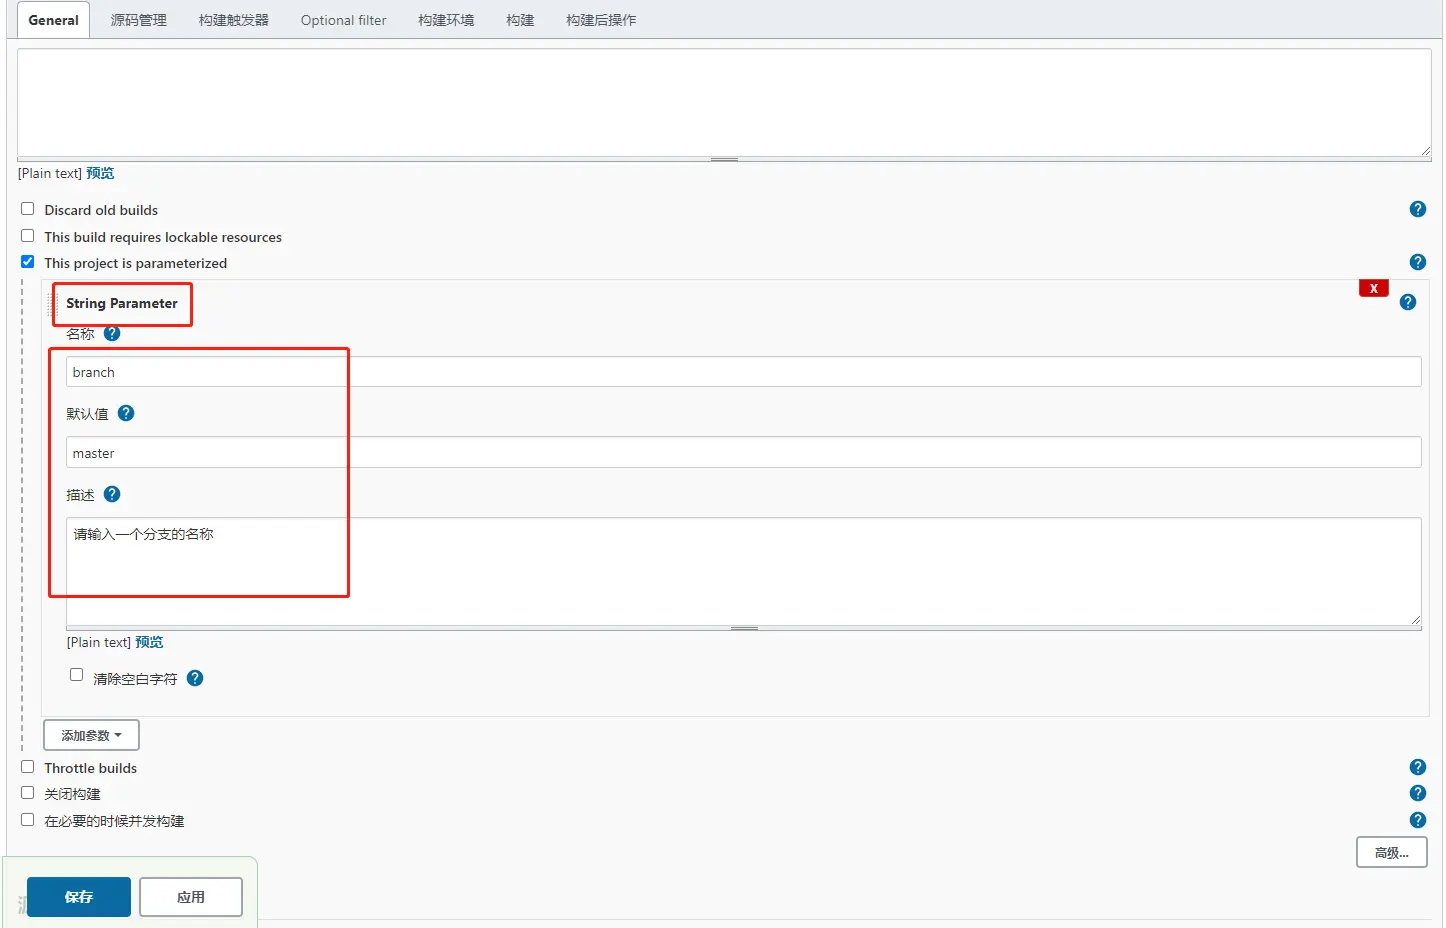 General 源码管理 构建触发器 Optional filter 构建环境 构建 构建后操作
[Plain text] 预览
Discard old builds ?
This build requires lockable resources
This project is parameterized ?
String Parameter X ?
名称 ?
branch
默认值 ?
master
描述 ?
请输入一个分支的名称
[Plain text] 预览
清除空白字符 ?
添加参数
Throttle builds ?
关闭构建 ?
在必要的时候并发构建 ?
高级...
保存 应用